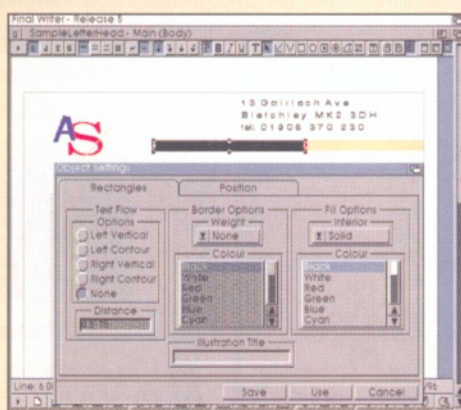 Final Writer - Release 5
SampleLetterHead - Main (Body)
B I U T
AS
13 Gairloch Ave
Bletchley MK2 3DH
tel: 01908 370 230
Object Settings
Rectangles
Position
Text Flow
Options
Left Vertical
Left Contour
Right Vertical
Right Contour
None
Distance
Border Options
Weight
None
Colour
Black
White
Red
Green
Blue
Cyan
Fill Options
Interior
Solid
Colour
Black
White
Red
Green
Blue
Cyan
Illustration Title
Line: 6.0
/96
Save
Use
Cancel